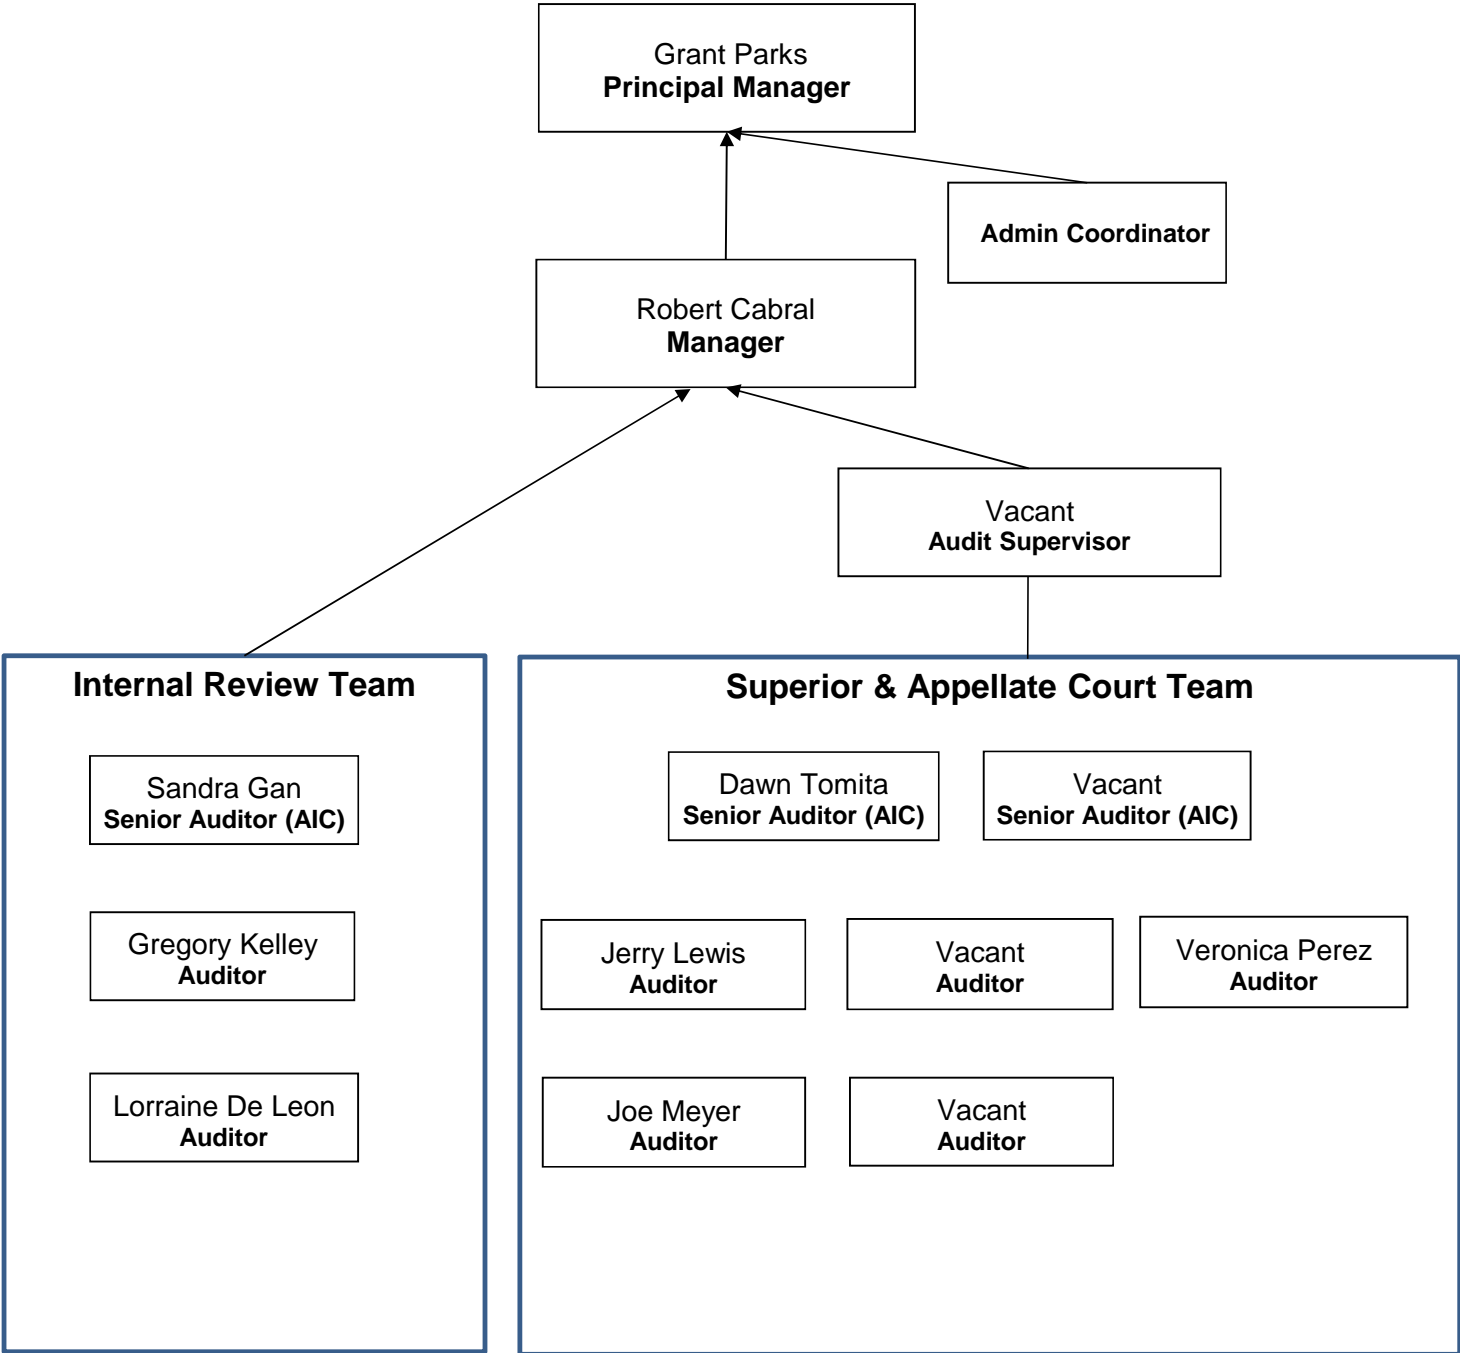 Grant Parks
Principal Manager
Admin Coordinator
Robert Cabral
Manager
Vacant
Audit Supervisor
Internal Review Team
Sandra Gan
Senior Auditor (AIC)
Gregory Kelley
Auditor
Lorraine De Leon
Auditor
Superior & Appellate Court Team
Dawn Tomita
Senior Auditor (AIC)
Vacant
Senior Auditor (AIC)
Jerry Lewis
Auditor
Vacant
Auditor
Veronica Perez
Auditor
Joe Meyer
Auditor
Vacant
Auditor